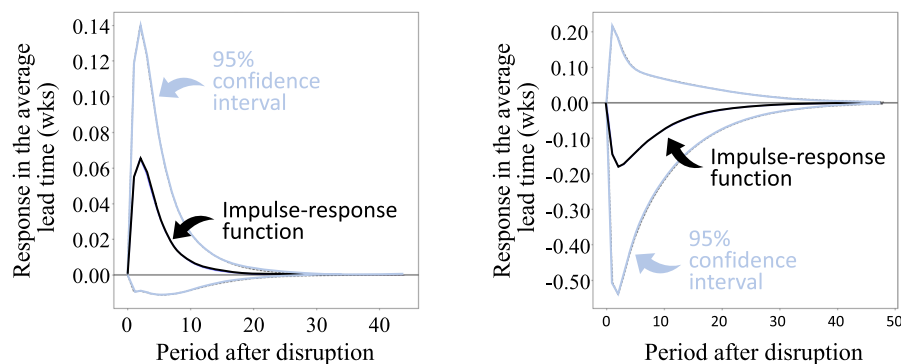 Response in the average
lead time (wks)
0.14
0.12
0.10
0.08
0.06
0.04
0.02
0.00
95%
confidence
interval
Impulse-response
function
0
10
20
30
40
Period after disruption
Response in the average
lead time (wks)
0.20
0.10
0.00
-0.10
-0.20
-0.30
-0.40
-0.50
Impulse-response
function
95%
confidence
interval
0
10
20
30
40
50
Period after disruption